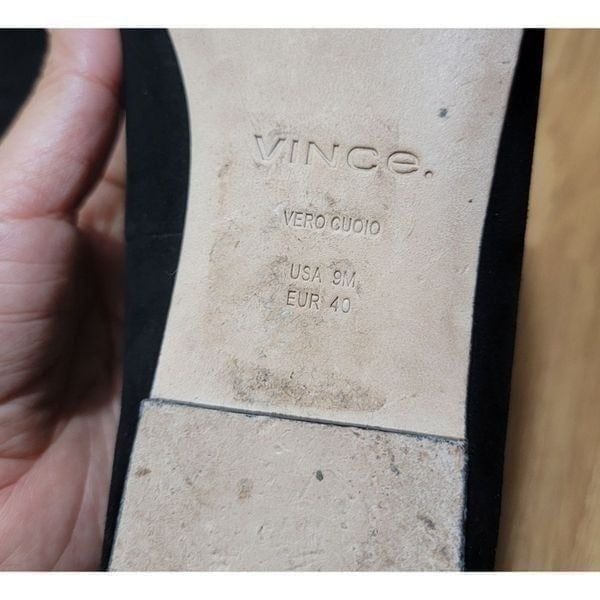 VINCe.
VERO CUOIO
USA 9M
EUR 40